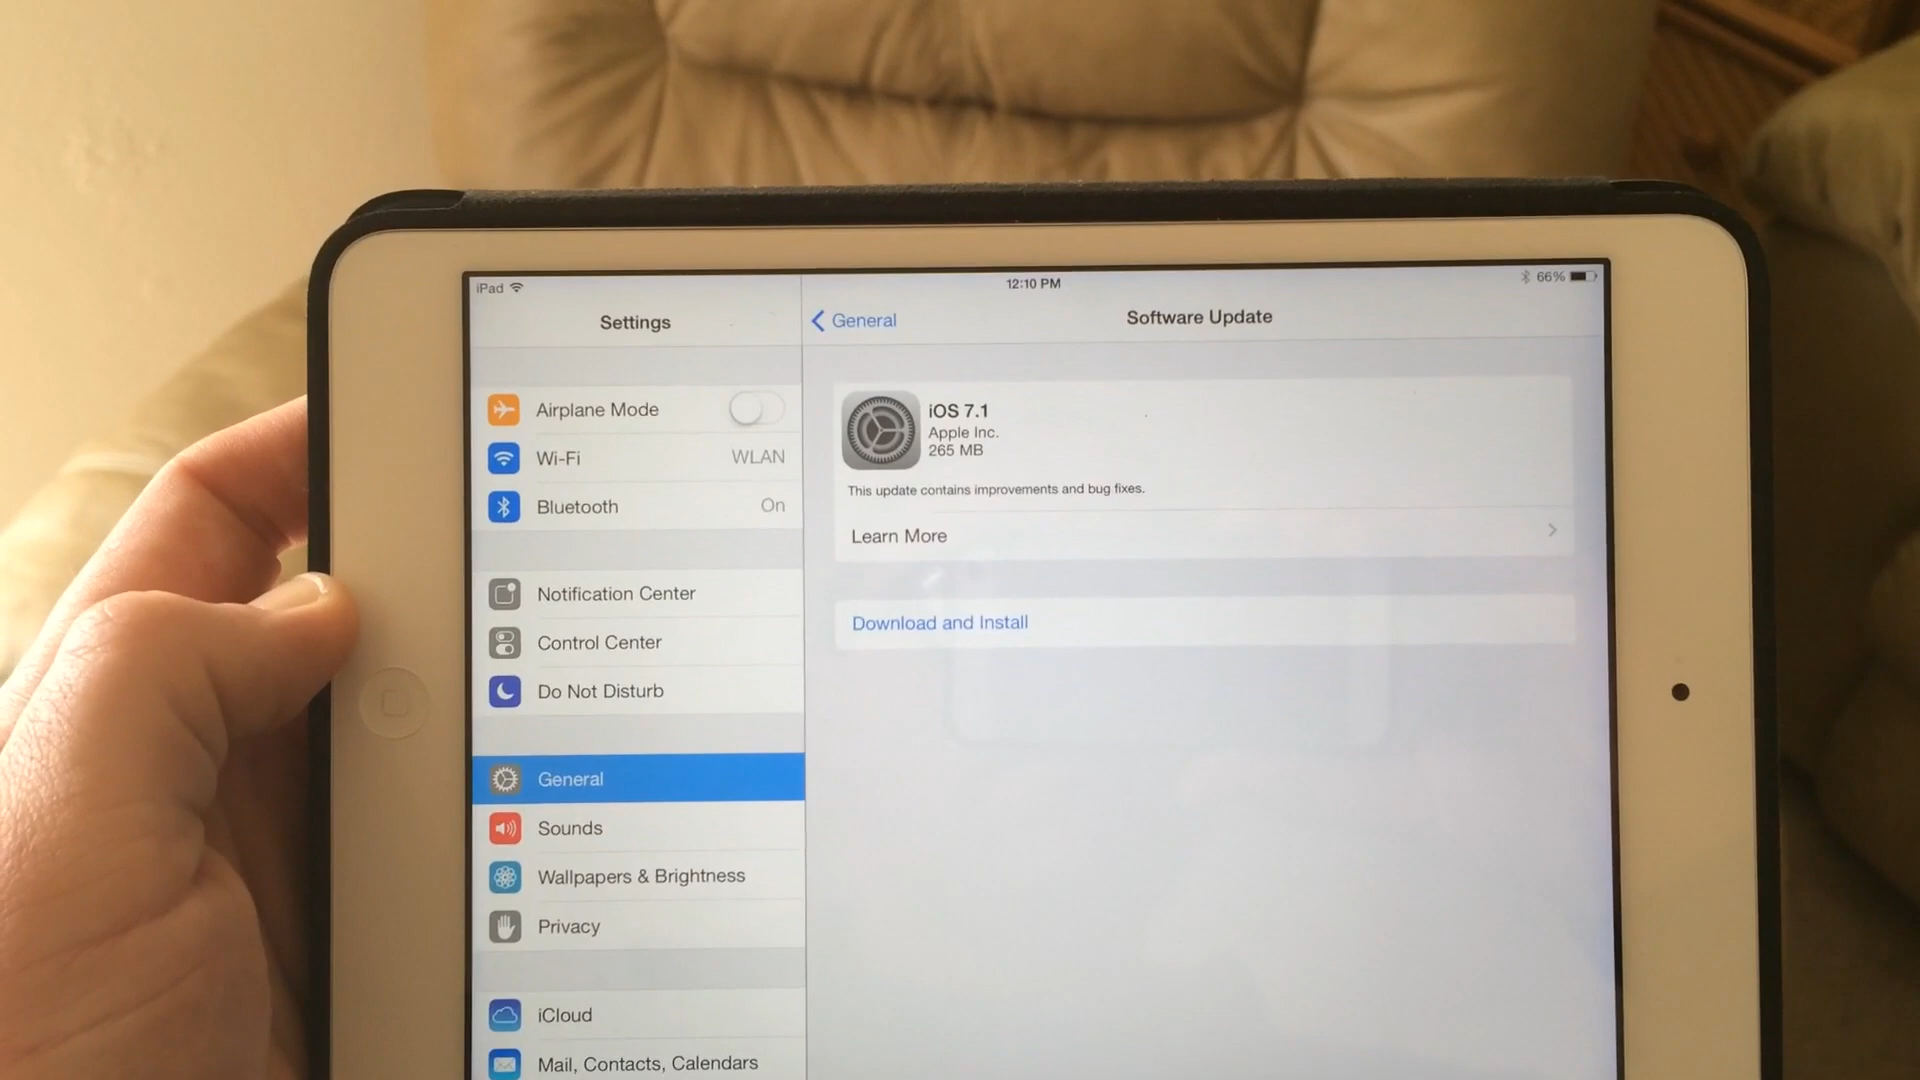 iPad
12:10 PM
66%
Settings
General
Software Update
Airplane Mode
Wi-Fi
WLAN
Bluetooth
On
Notification Center
Control Center
Do Not Disturb
General
Sounds
Wallpapers & Brightness
Privacy
iCloud
Mail, Contacts, Calendars
iOS 7.1
Apple Inc.
265 MB
This update contains improvements and bug fixes.
Learn More
Download and Install